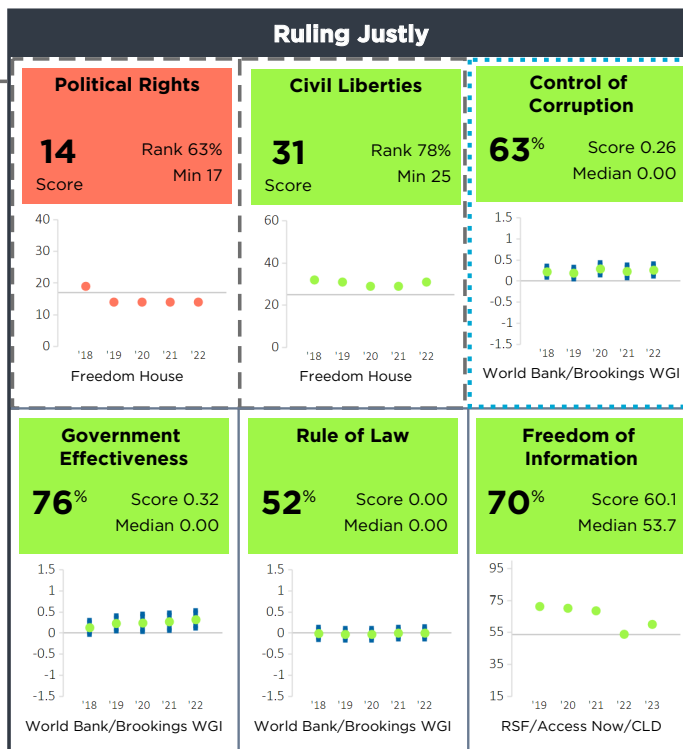 Ruling Justly
Political Rights
14
Score
Rank 63%
Min 17
40
30
20
10
0
'18 '19 '20 '21 '22
Freedom House
Civil Liberties
31
Score
Rank 78%
Min 25
60
40
20
0
'18 '19 '20 '21 '22
Freedom House
Control of
Corruption
63%
Score 0.26
Median 0.00
1.5
1
0.5
0
-0.5
-1
-1.5
'18 '19 '20 '21 '22
World Bank/Brookings WGI
Government
Effectiveness
76%
Score 0.32
Median 0.00
1.5
1
0.5
0
-0.5
-1
-1.5
'18 '19 '20 '21 '22
World Bank/Brookings WGI
Rule of Law
52%
Score 0.00
Median 0.00
1.5
1
0.5
0
-0.5
-1
-1.5
'18 '19 '20 '21 '22
World Bank/Brookings WGI
Freedom of
Information
70%
Score 60.1
Median 53.7
95
75
55
35
15
'19 '20 '21 '22 '23
RSF/Access Now/CLD